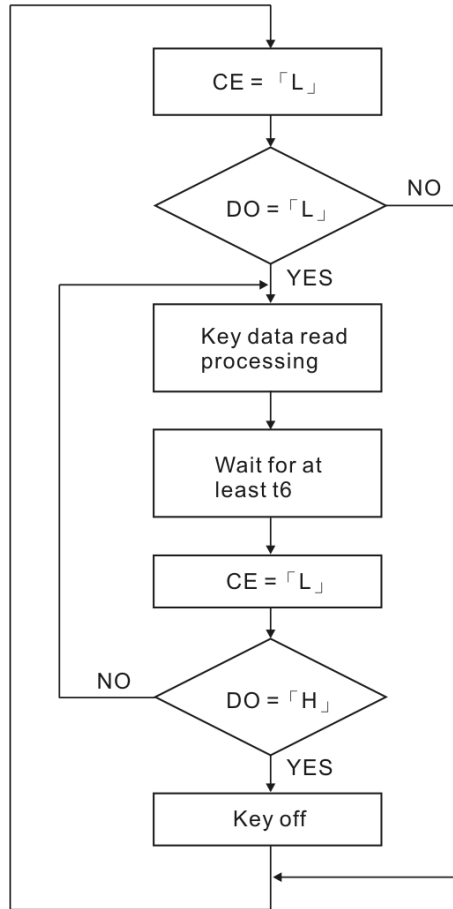 CE = 「L」
DO = 「L」
NO
YES
Key data read
processing
Wait for at
least t6
CE = 「L」
NO
DO = 「H」
YES
Key off